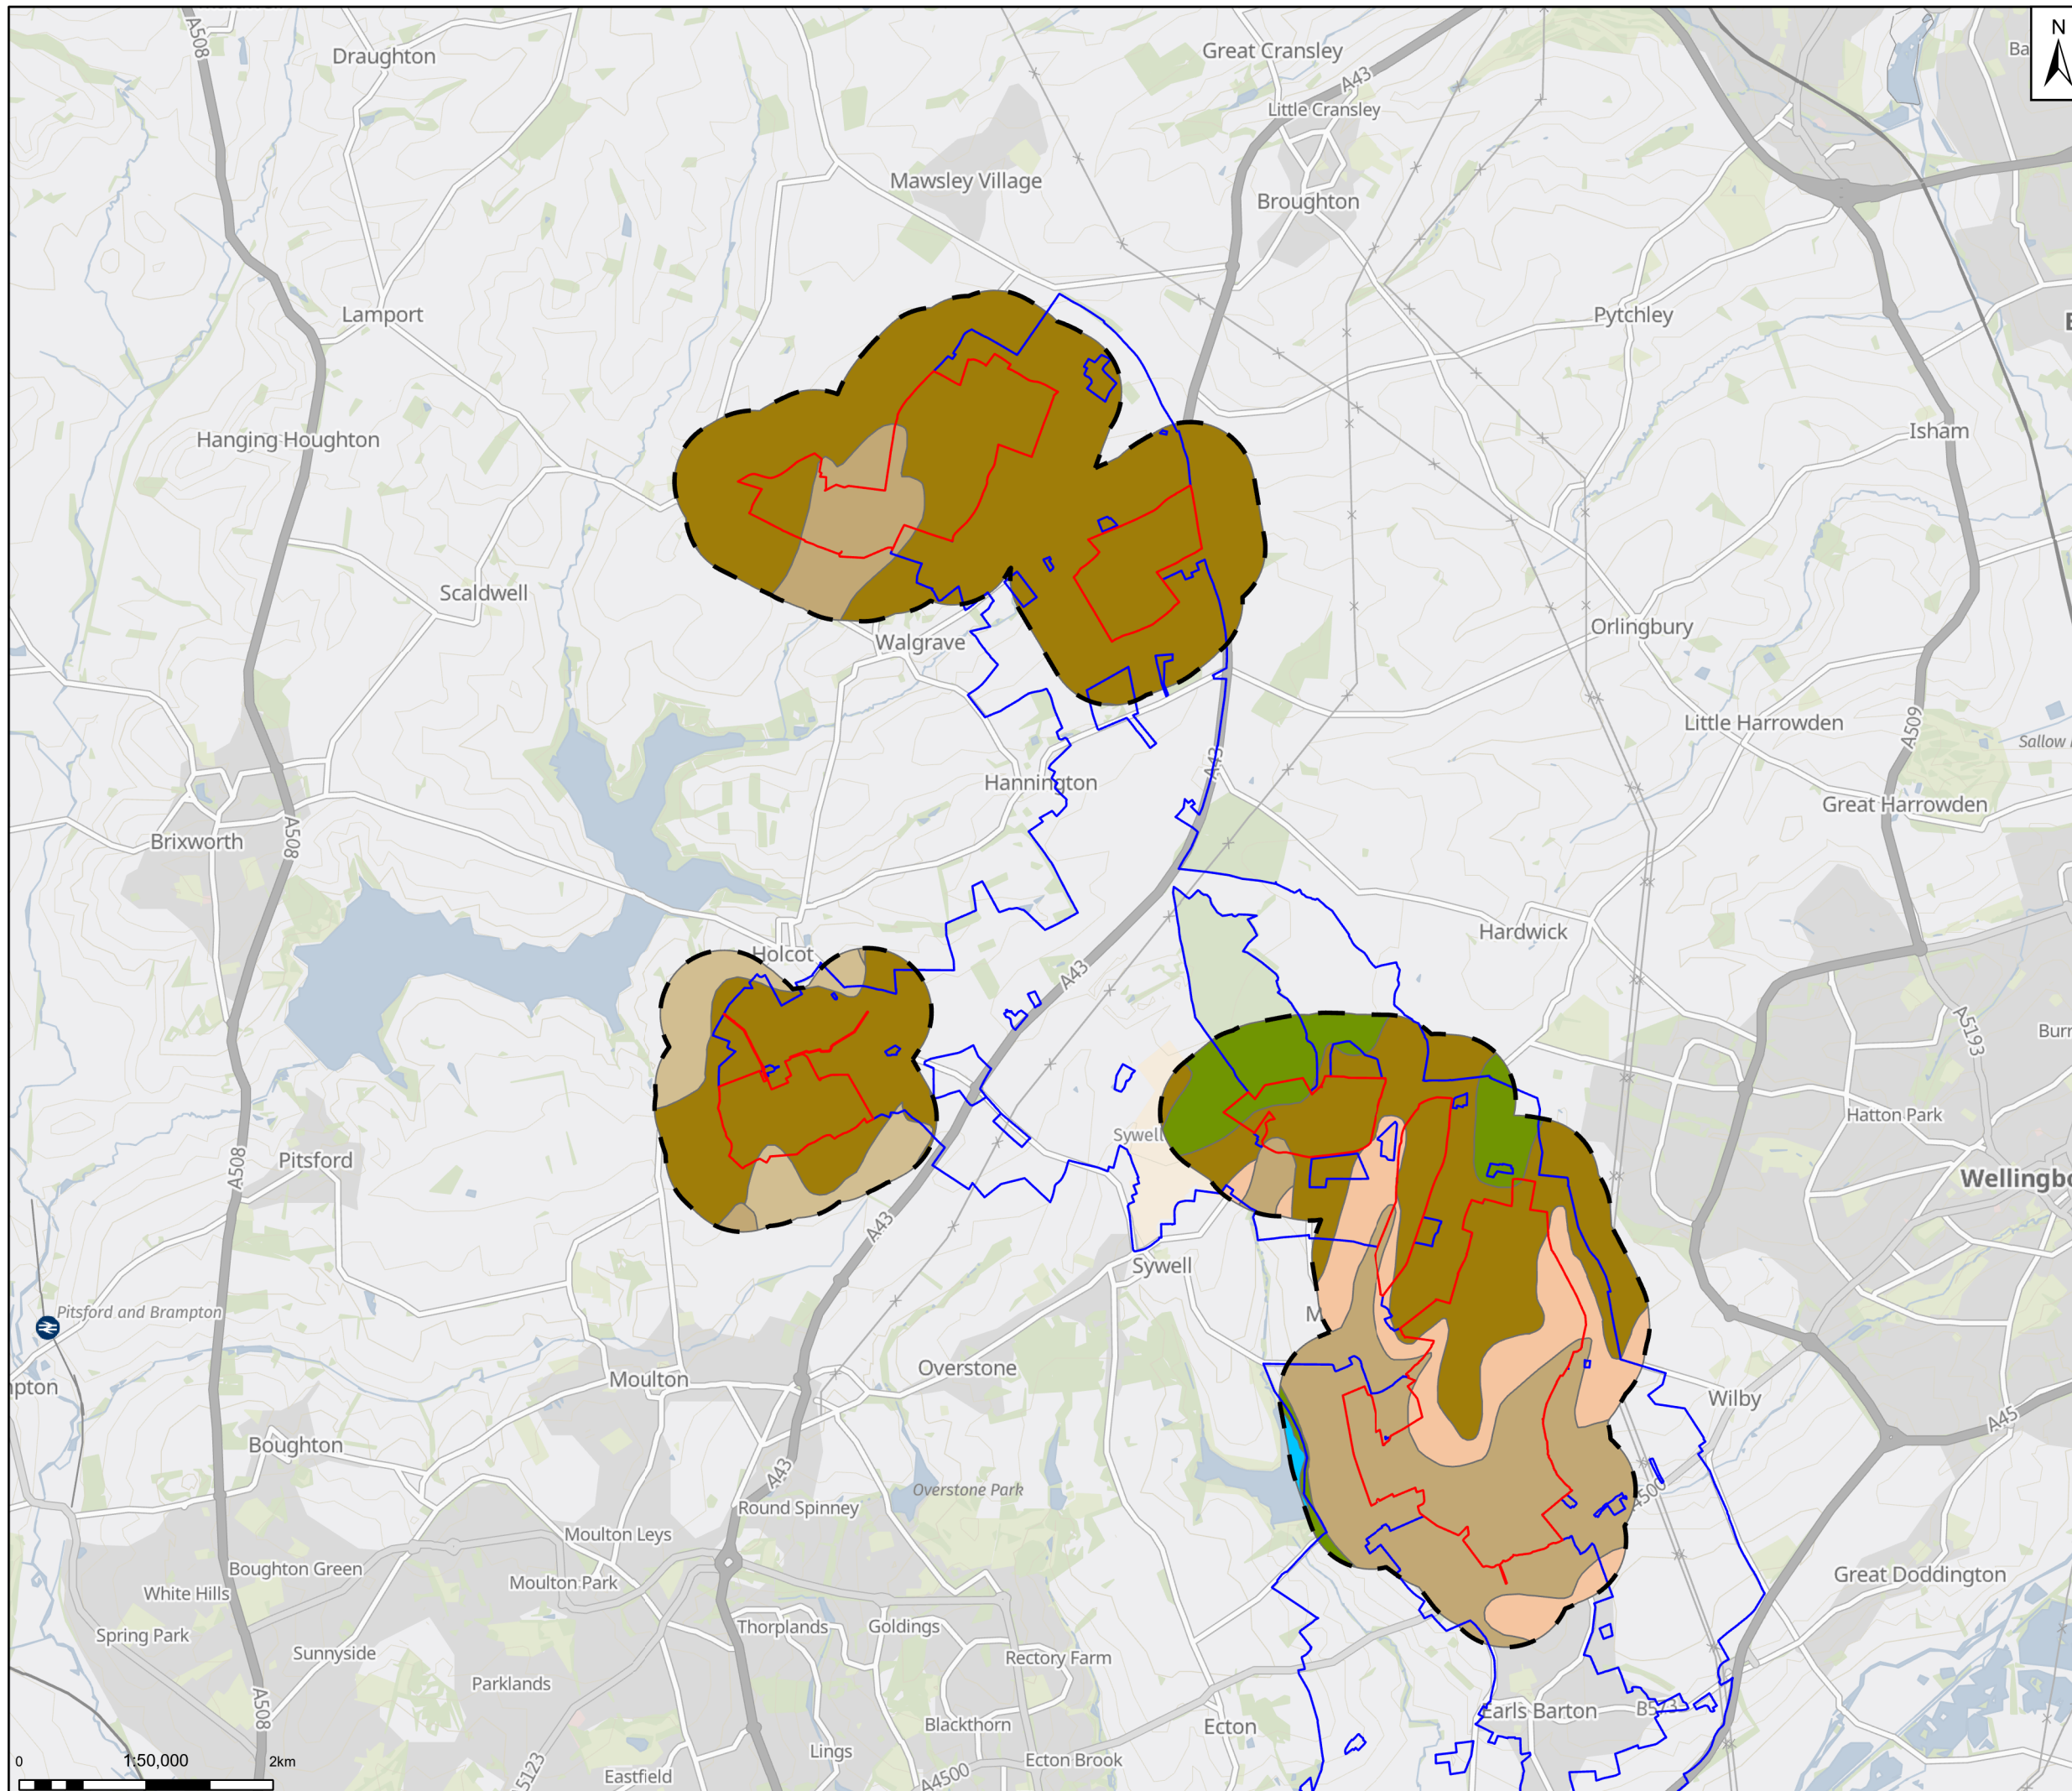 A508
Draughton
Great Cransley
N
A43
Little Cransley
Mawsley Village
Broughton
Lamport
Pytchley
Hanging Houghton
Isham
Scaldwell
Walgrave
Orlingbury
Little Harrowden
A509
Sallow
A43
Hannington
Great Harrowden
Brixworth
A508
Hardwick
Holcot
A43
A5193
Hatton Park
Sywell
Pitsford
A508
Wellingbo
A43
Sywell
Pitsford and Brampton
M
Overstone
Moulton
Wilby
A45
Boughton
A43
Overstone Park
4500
Round Spinney
Moulton Leys
Boughton Green
Moulton Park
Great Doddington
White Hills
Thorplands
Goldings
Spring Park
Sunnyside
Rectory Farm
Parklands
A508
Earls Barton
B573
Blackthorn
Ecton
Lings
Ecton Brook
0 1:50,000 2km
Eastfield
A4500
5123